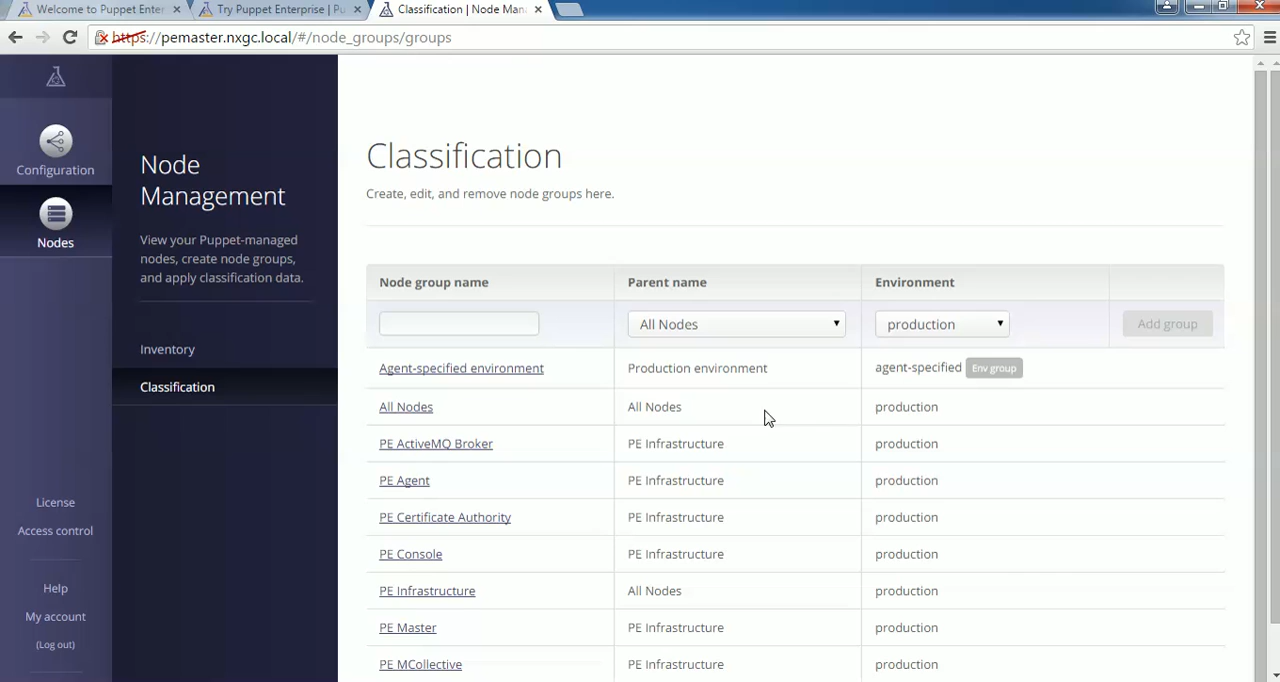 Welcome to Puppet Enter
Try Puppet Enterprise | Pu
Classification | Node Man
https://pemaster.nxgc.local/#/node_groups/groups
Configuration
Nodes
License
Access control
Help
My account
(Log out)
Node
Management
View your Puppet-managed
nodes, create node groups,
and apply classification data.
Inventory
Classification
Classification
Create, edit, and remove node groups here.
Node group name Parent name Environment
All Nodes production Add group
Agent-specified environment Production environment agent-specified Env group
All Nodes All Nodes production
PE ActiveMQ Broker PE Infrastructure production
PE Agent PE Infrastructure production
PE Certificate Authority PE Infrastructure production
PE Console PE Infrastructure production
PE Infrastructure All Nodes production
PE Master PE Infrastructure production
PE MCollective PE Infrastructure production